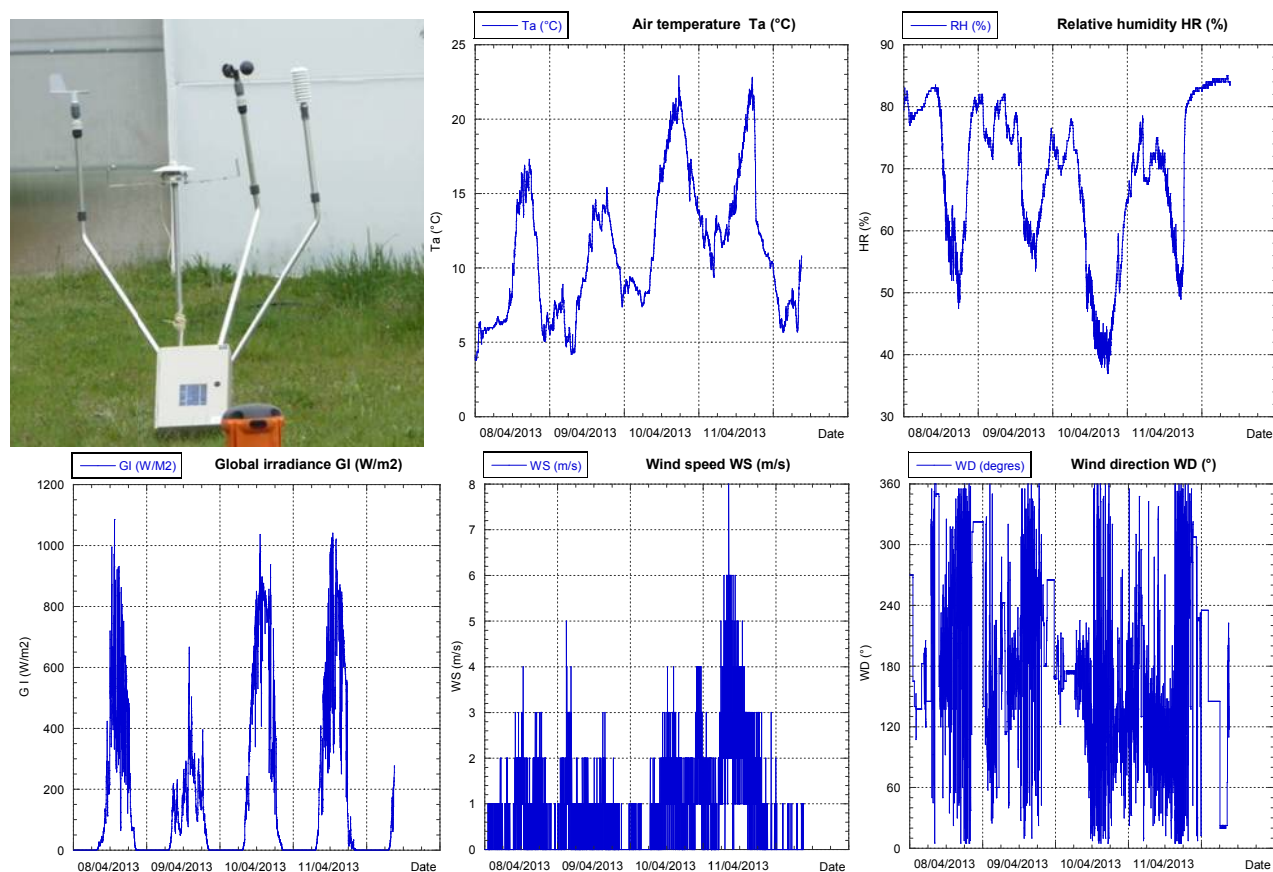 Ta (°C)
Air temperature  Ta (°C)
25
20
15
10
5
0
Ta (°C)
08/04/2013
09/04/2013
10/04/2013
11/04/2013
Date
RH (%)
Relative humidity HR (%)
90
80
70
60
50
40
30
HR (%)
08/04/2013
09/04/2013
10/04/2013
11/04/2013
Date
GI (W/M2)
Global irradiance GI (W/m2)
1200
1000
800
600
400
200
0
G I (W/m2)
08/04/2013
09/04/2013
10/04/2013
11/04/2013
Date
WS (m/s)
Wind speed WS (m/s)
8
7
6
5
4
3
2
1
0
WS (m/s)
08/04/2013
09/04/2013
10/04/2013
11/04/2013
Date
WD (degres)
Wind direction WD (°)
360
300
240
180
120
60
0
WD (°)
08/04/2013
09/04/2013
10/04/2013
11/04/2013
Date